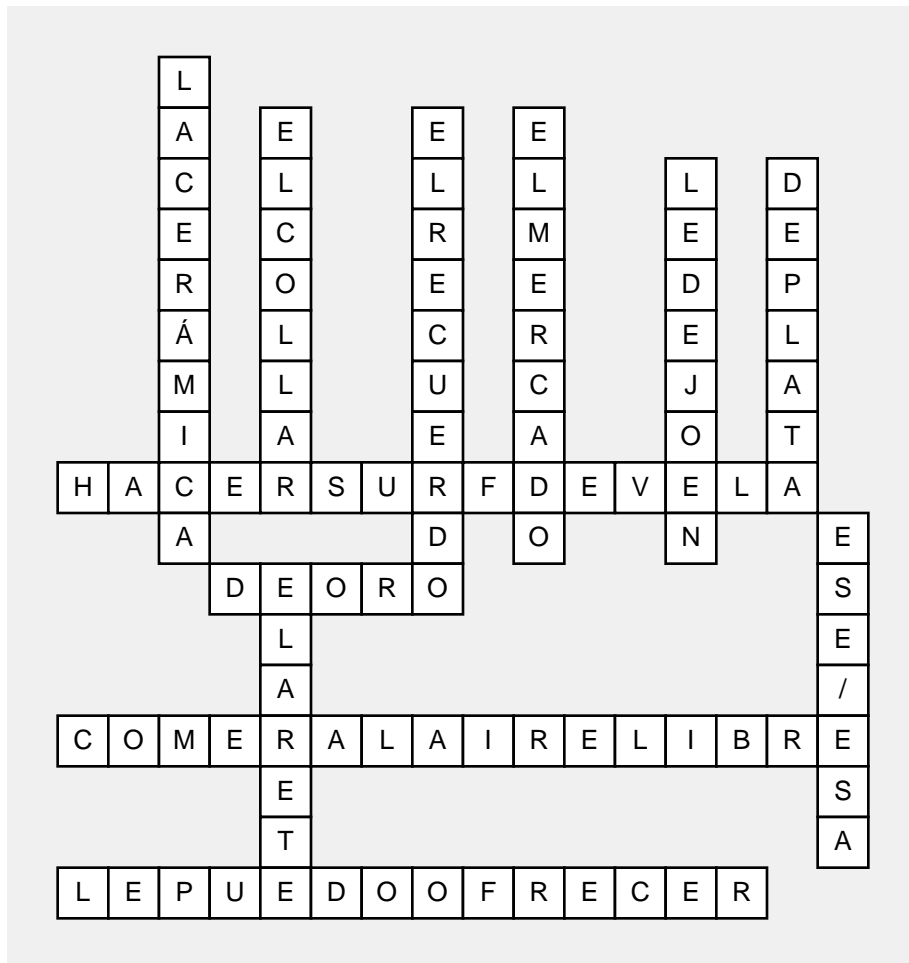 LACERÁMICA
ELCOLLAR
ELRECUERDO
ELMERCADO
LEDEJOEN
DEPLATA
HACERSURFDEVELA
ESE/ESA
DEORO
ELARETE
COMERALAIRELIBRE
LEPUEDOOFRECER